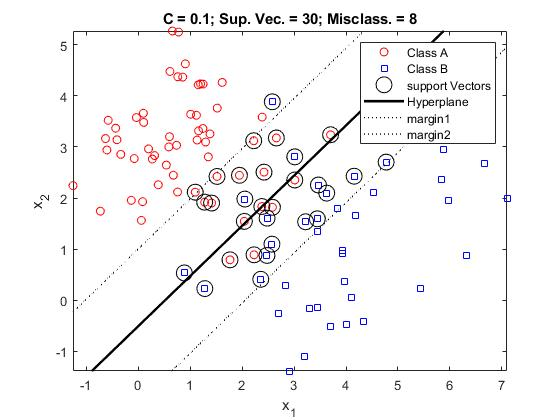 C = 0.1; Sup. Vec. = 30; Misclass. = 8
Class A
Class B
support Vectors
Hyperplane
margin1
margin2
5
4
3
2
1
0
-1
x2
-1
0
1
2
3
4
5
6
7
x1